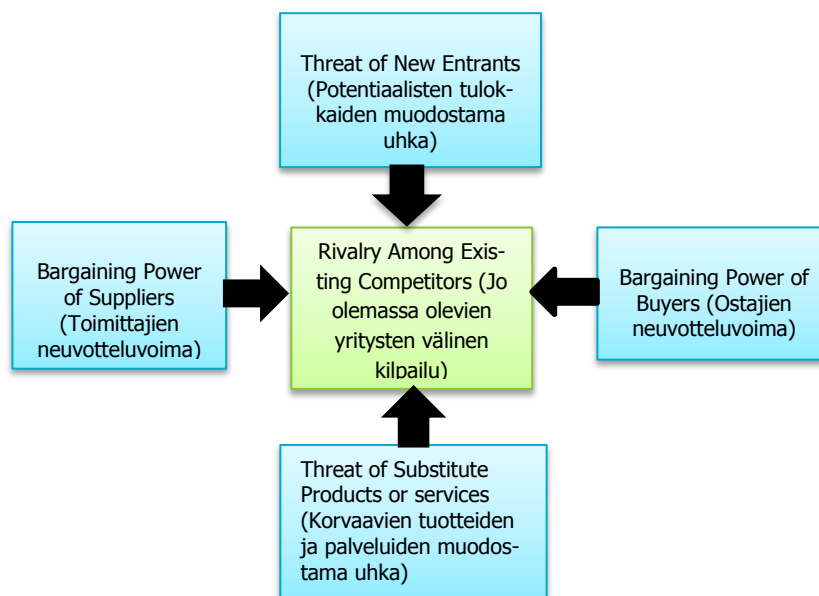 Threat of New Entrants
(Potentiaalisten tulok-
kaiden muodostama
uhka)
Bargaining Power
of Suppliers
(Toimittajien
neuvotteluvoima)
Rivalry Among Exis-
ting Competitors (Jo
olemassa olevien
yritysten välinen
kilpailu)
Bargaining Power of
Buyers (Ostajien
neuvotteluvoima)
Threat of Substitute
Products or services
(Korvaavien tuotteiden
ja palveluiden muodos-
tama uhka)